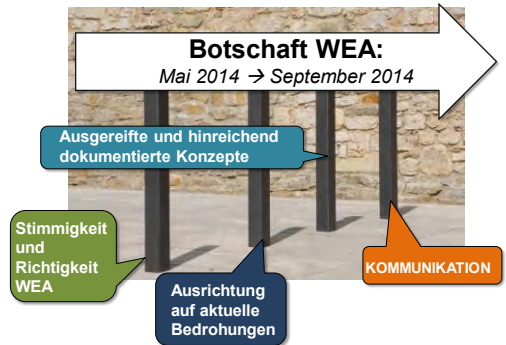 Botschaft WEA:
Mai 2014 → September 2014
Ausgereifte und hinreichend
dokumentierte Konzepte
Stimmigkeit
und
Richtigkeit
WEA
Ausrichtung
auf aktuelle
Bedrohungen
KOMMUNIKATION